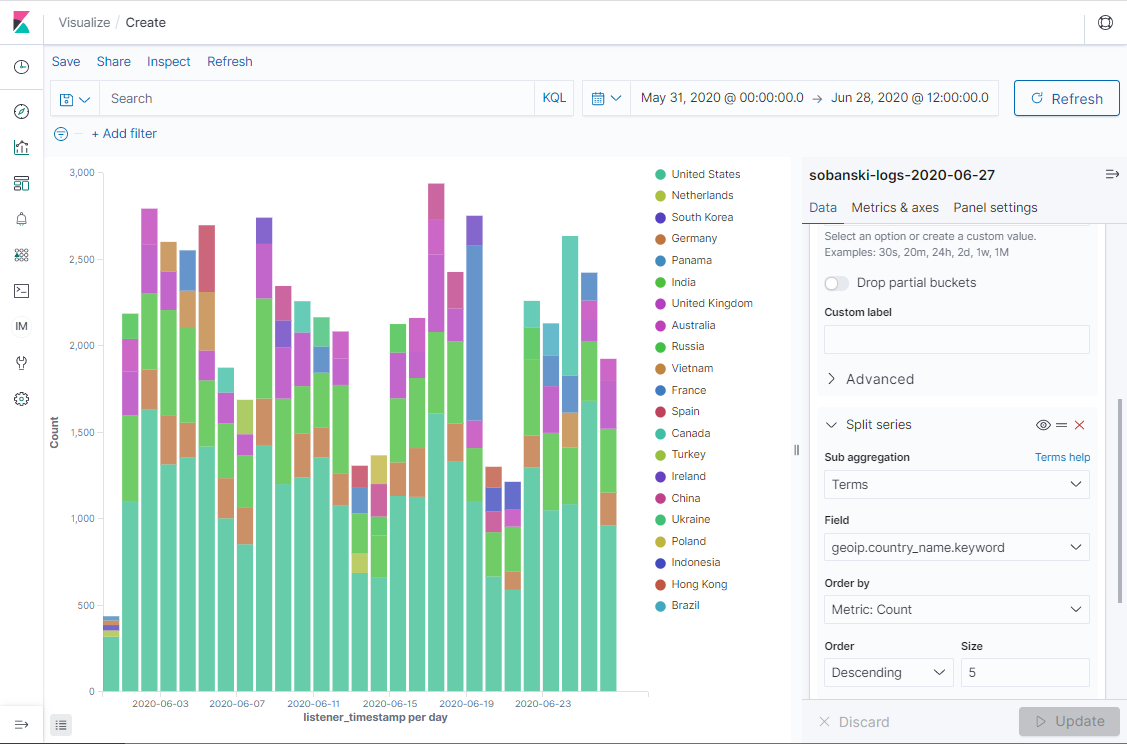 Visualize / Create
Save Share Inspect Refresh
Search KQL May 31, 2020 @ 00:00:00.0 → Jun 28, 2020 @ 12:00:00.0 Refresh
+ Add filter
IM
3,000
2,500
2,000
1,500
1,000
500
0
Count
2020-06-03 2020-06-07 2020-06-11 2020-06-15 2020-06-19 2020-06-23
listener_timestamp per day
United States
Netherlands
South Korea
Germany
Panama
India
United Kingdom
Australia
Russia
Vietnam
France
Spain
Canada
Turkey
Ireland
China
Ukraine
Poland
Indonesia
Hong Kong
Brazil
sobanski-logs-2020-06-27
Data Metrics & axes Panel settings
Select an option or create a custom value.
Examples: 30s, 20m, 24h, 2d, 1w, 1M
Drop partial buckets
Custom label
Advanced
Split series
Sub aggregation Terms help
Terms
Field
geoip.country_name.keyword
Order by
Metric: Count
Order Size
Descending 5
Discard Update